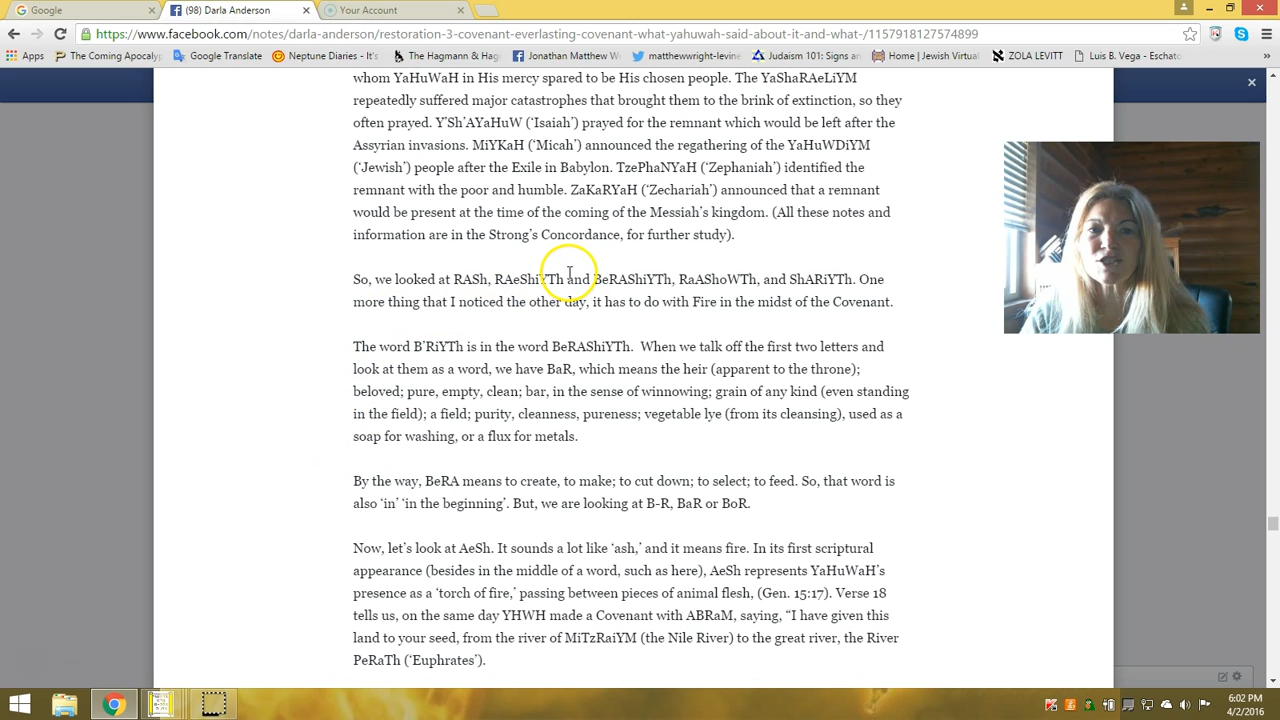 Google
(98) Darla Anderson
Your Account
https://www.facebook.com/notes/darla-anderson/restoration-3-covenant-everlasting-covenant-what-yahuwah-said-about-it-and-what-/1157918127574899
Apps
The Coming Apocalyp
Google Translate
Neptune Diaries - It's
The Hagmann & Hag
Jonathan Matthew W
matthewwright-levine
Judaism 101: Signs an
Home | Jewish Virtual
ZOLA LEVITT
Luis B. Vega - Eschato
whom YaHuWaH in His mercy spared to be His chosen people. The YaShaRAeLiYM
repeatedly suffered major catastrophes that brought them to the brink of extinction, so they
often prayed. Y'Sh'AYaHuW ('Isaiah') prayed for the remnant which would be left after the
Assyrian invasions. MiYKaH ('Micah') announced the regathering of the YaHuWDiYM
('Jewish') people after the Exile in Babylon. TzePhaNYaH ('Zephaniah') identified the
remnant with the poor and humble. ZaKaRYaH ('Zechariah') announced that a remnant
would be present at the time of the coming of the Messiah's kingdom. (All these notes and
information are in the Strong's Concordance, for further study).
So, we looked at RASh, RAeShiYTh and BeRAShiYTh, RaAShoWTh, and ShARiYTh. One
more thing that I noticed the other day, it has to do with Fire in the midst of the Covenant.
The word B'RiYTh is in the word BeRAShiYTh. When we talk off the first two letters and
look at them as a word, we have BaR, which means the heir (apparent to the throne);
beloved; pure, empty, clean; bar, in the sense of winnowing; grain of any kind (even standing
in the field); a field; purity, cleanness, pureness; vegetable lye (from its cleansing), used as a
soap for washing, or a flux for metals.
By the way, BeRA means to create, to make; to cut down; to select; to feed. So, that word is
also 'in' 'in the beginning'. But, we are looking at B-R, BaR or BoR.
Now, let's look at AeSh. It sounds a lot like 'ash,' and it means fire. In its first scriptural
appearance (besides in the middle of a word, such as here), AeSh represents YaHuWaH's
presence as a 'torch of fire,' passing between pieces of animal flesh, (Gen. 15:17). Verse 18
tells us, on the same day YHWH made a Covenant with ABRaM, saying, "I have given this
land to your seed, from the river of MiTzRaiYM (the Nile River) to the great river, the River
PeRaTh ('Euphrates').
6:02 PM
4/2/2016